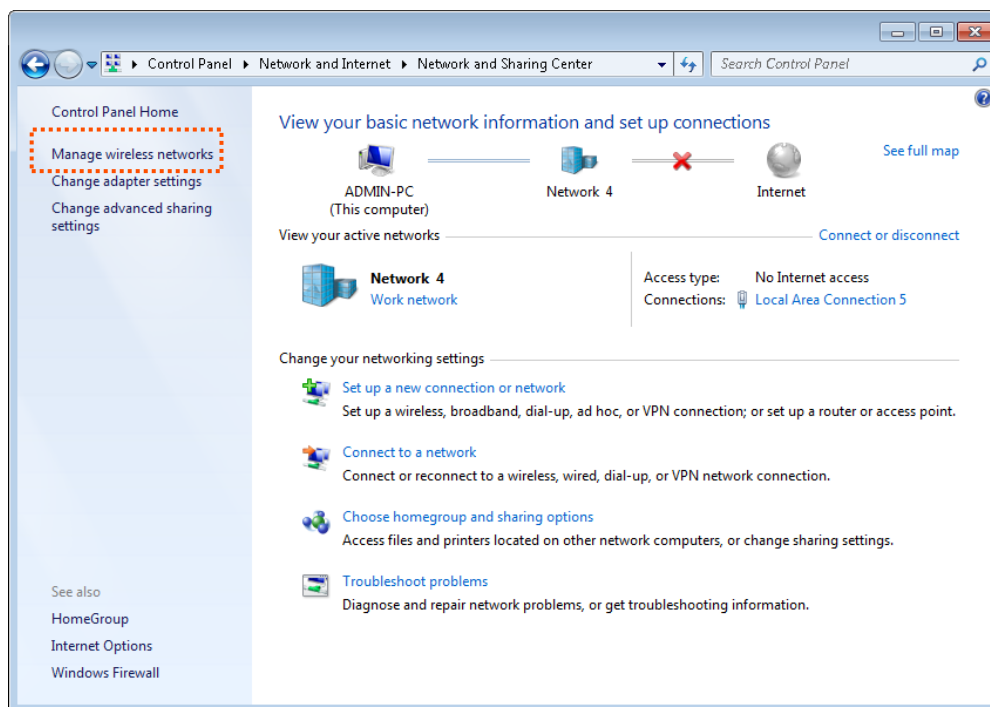 Control Panel ▸ Network and Internet ▸ Network and Sharing Center
Search Control Panel
Control Panel Home
Manage wireless networks
Change adapter settings
Change advanced sharing
settings
See also
HomeGroup
Internet Options
Windows Firewall
View your basic network information and set up connections
See full map
ADMIN-PC
(This computer)
Network 4
Internet
View your active networks
Connect or disconnect
Network 4
Work network
Access type: No Internet access
Connections: Local Area Connection 5
Change your networking settings
Set up a new connection or network
Set up a wireless, broadband, dial-up, ad hoc, or VPN connection; or set up a router or access point.
Connect to a network
Connect or reconnect to a wireless, wired, dial-up, or VPN network connection.
Choose homegroup and sharing options
Access files and printers located on other network computers, or change sharing settings.
Troubleshoot problems
Diagnose and repair network problems, or get troubleshooting information.